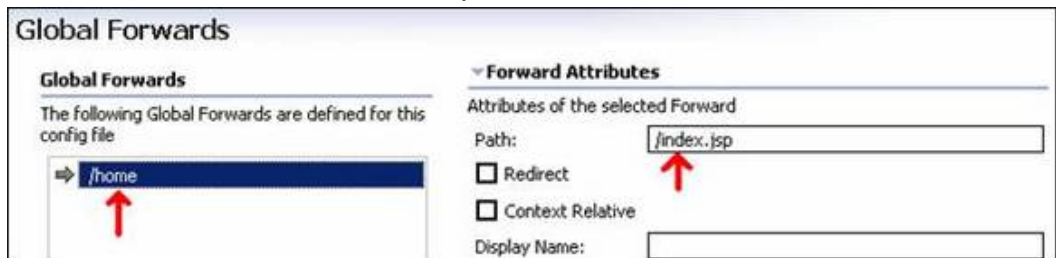 Global Forwards
Global Forwards
The following Global Forwards are defined for this
config file
/home
Forward Attributes
Attributes of the selected Forward
Path:
/index.jsp
Redirect
Context Relative
Display Name: